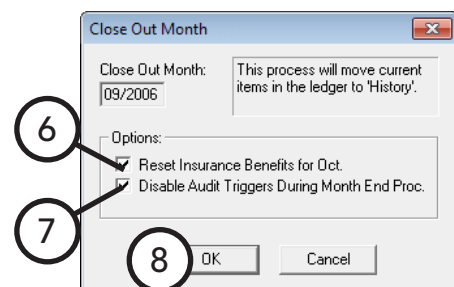 Close Out Month
Close Out Month:
09/2006
This process will move current
items in the ledger to 'History'.
6
Options:
Reset Insurance Benefits for Oct.
Disable Audit Triggers During Month End Proc.
7
8
OK
Cancel